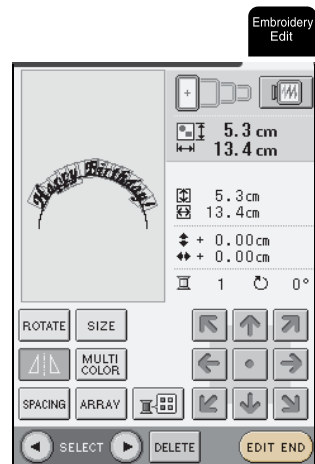 Embroidery
Edit
5.3 cm
13.4 cm
Happy Birthday!
5.3cm
13.4cm
+ 0.00cm
+ 0.00cm
1 0°
ROTATE SIZE
MULTI
COLOR
SPACING ARRAY
SELECT DELETE EDIT END